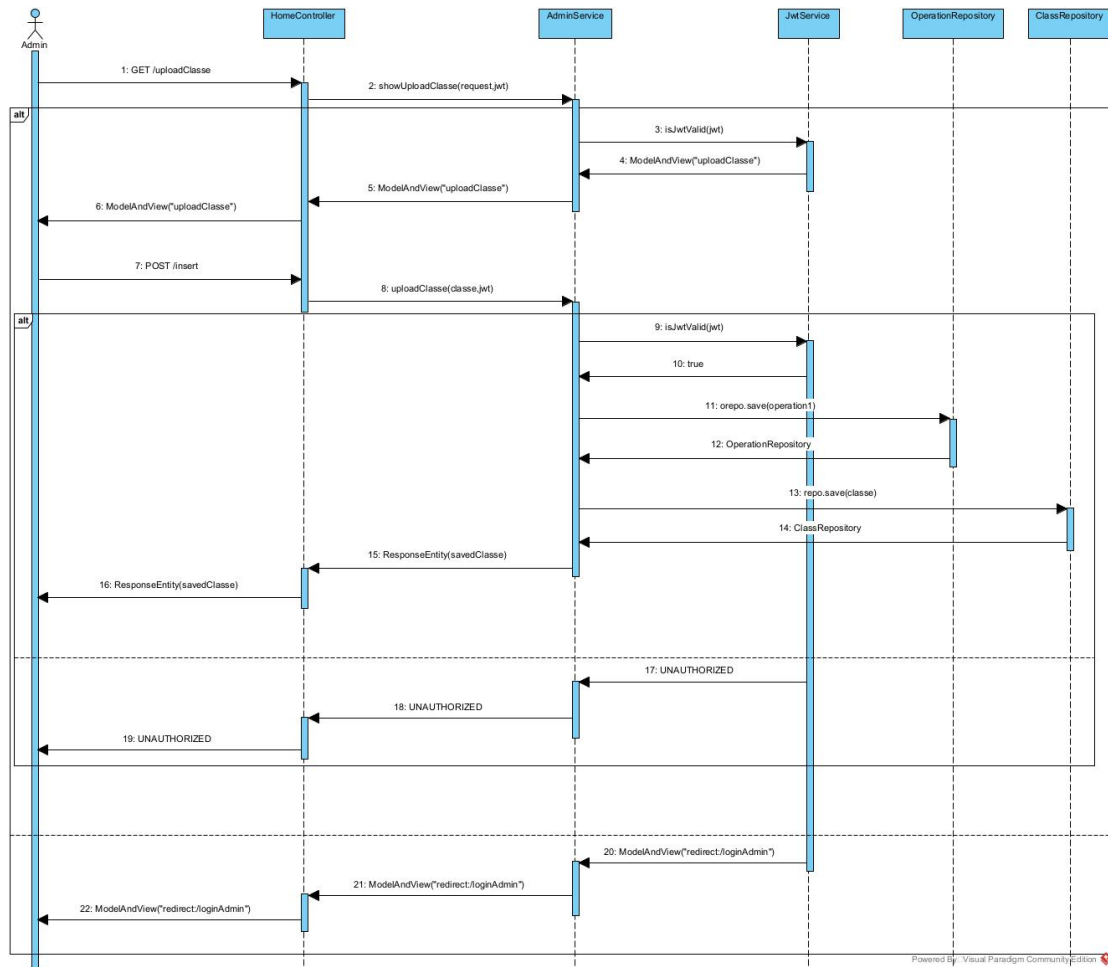 HomeController
AdminService
JwtService
OperationRepository
ClassRepository
Admin
1: GET /uploadClasse
2: showUploadClasse(request,jwt)
alt
3: isJwtValid(jwt)
4: ModelAndView("uploadClasse")
5: ModelAndView("uploadClasse")
6: ModelAndView("uploadClasse")
7: POST /insert
8: uploadClasse(classe,jwt)
alt
9: isJwtValid(jwt)
10: true
11: orepo.save(operation1)
12: OperationRepository
13: repo.save(classe)
14: ClassRepository
15: ResponseEntity(savedClasse)
16: ResponseEntity(savedClasse)
17: UNAUTHORIZED
18: UNAUTHORIZED
19: UNAUTHORIZED
20: ModelAndView("redirect:/loginAdmin")
21: ModelAndView("redirect:/loginAdmin")
22: ModelAndView("redirect:/loginAdmin")
Powered By: Visual Paradigm Community Edition